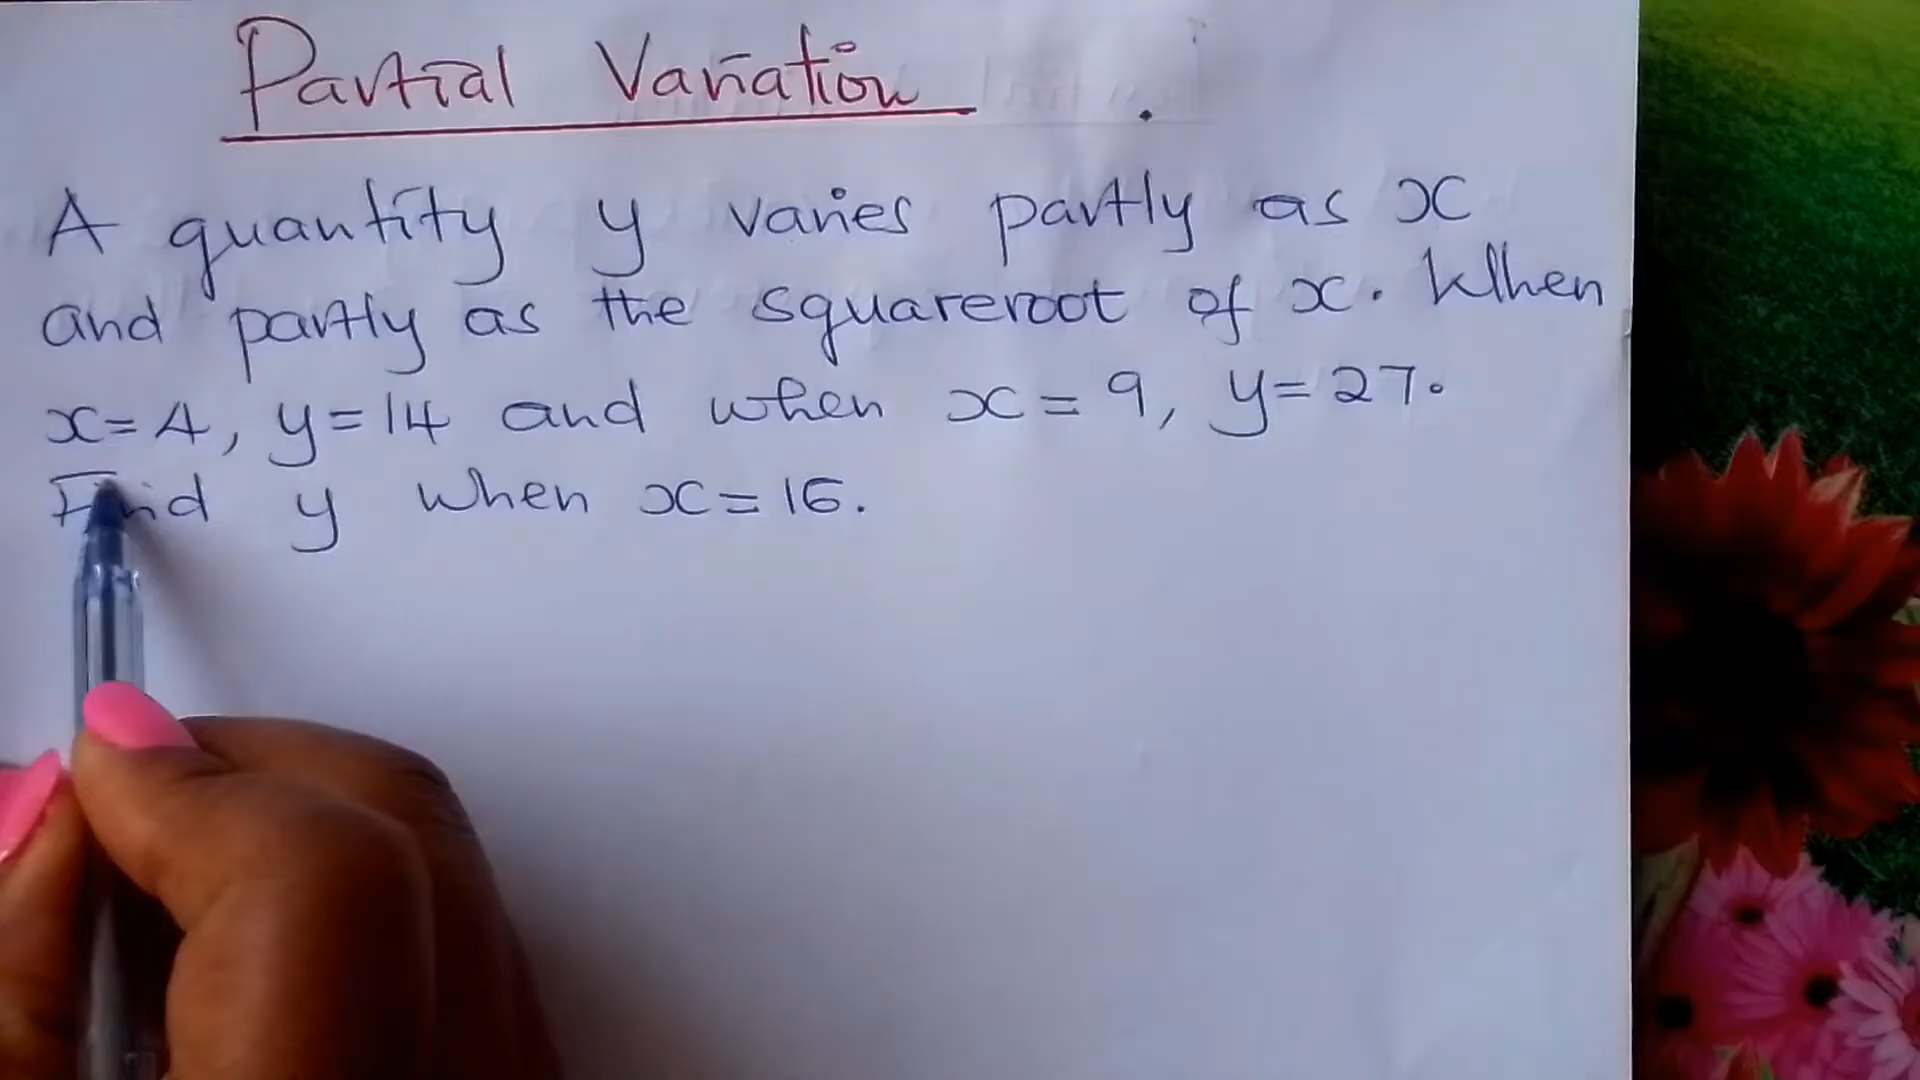 Partial Variation
A quantity y varies partly as x
and partly as the squareroot of x. When
x=4, y=14 and when x=9, y=27.
Find y when x=16.